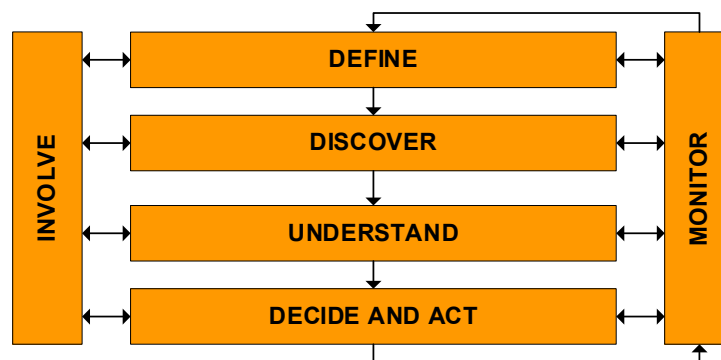 DEFINE
DISCOVER
UNDERSTAND
DECIDE AND ACT
INVOLVE
MONITOR